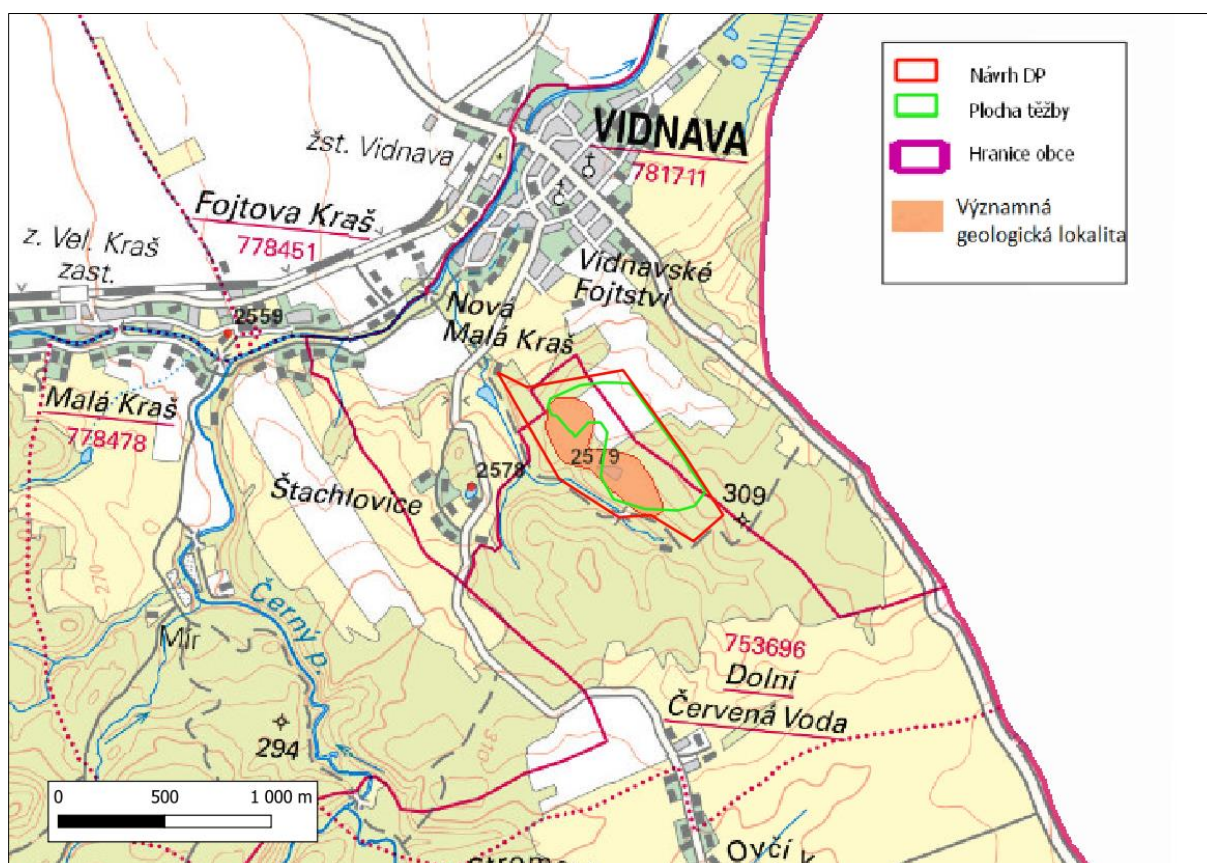 VIDNAVA
781711
žst. Vidnava
Fojtova Kraš
778451
z. Vel. Kraš
zast.
2559
Vidnavské
Fojtství
Nová
Malá Kraš
Malá Kraš
778478
2578
2579
Štachlovice
309
270
Černý p.
Mír
753696
Dolní
Červená Voda
294
310
0 500 1 000 m
Ovčí v.
Návrh DP
Plocha těžby
Hranice obce
Významná
geologická lokalita